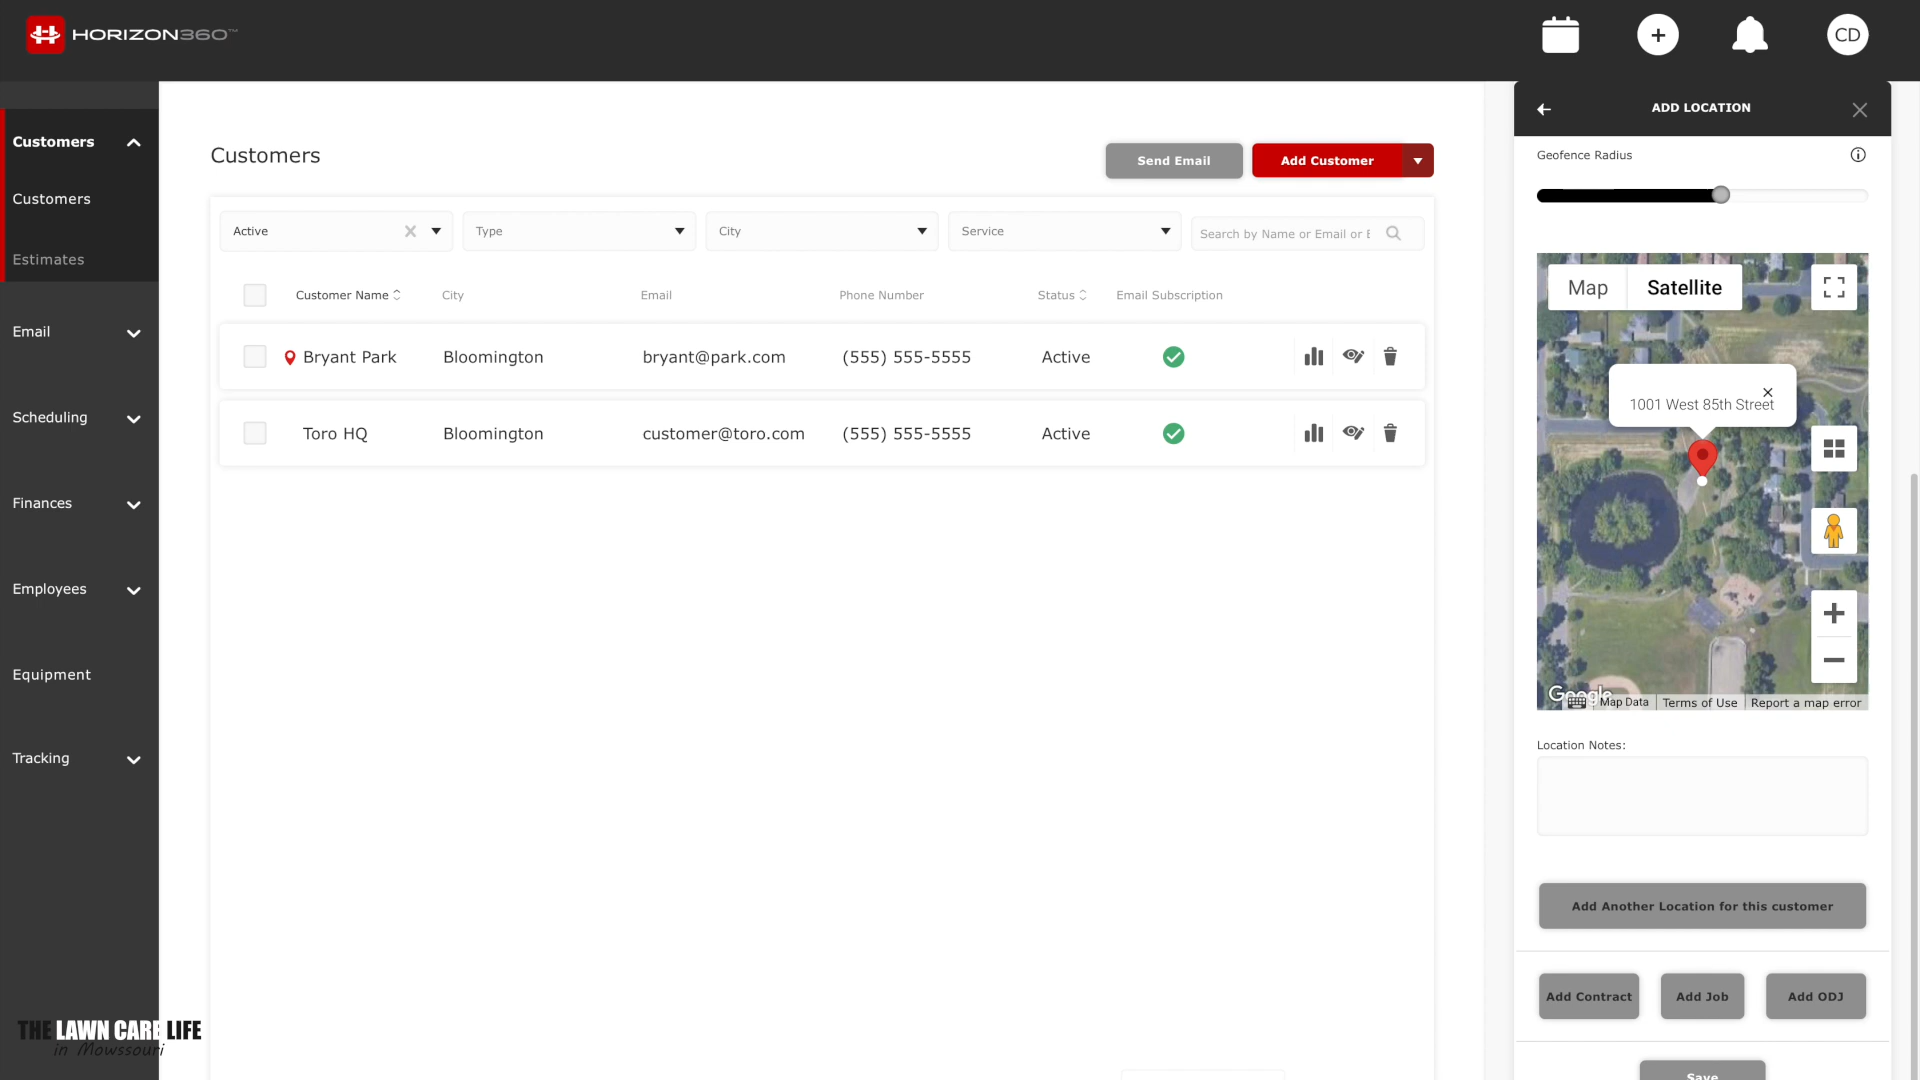 HORIZON360™
CD
Customers
Customers
Estimates
Email
Scheduling
Finances
Employees
Equipment
Tracking
Customers
Send Email
Add Customer
Active
Type
City
Service
Search by Name or Email or
Customer Name
City
Email
Phone Number
Status
Email Subscription
Bryant Park
Bloomington
bryant@park.com
(555) 555-5555
Active
Toro HQ
Bloomington
customer@toro.com
(555) 555-5555
Active
ADD LOCATION
Geofence Radius
Map
Satellite
1001 West 85th Street
Google
Map Data
Terms of Use
Report a map error
Location Notes:
Add Another Location for this customer
Add Contract
Add Job
Add ODJ
Save
THE LAWN CARE LIFE
in Mowssouri